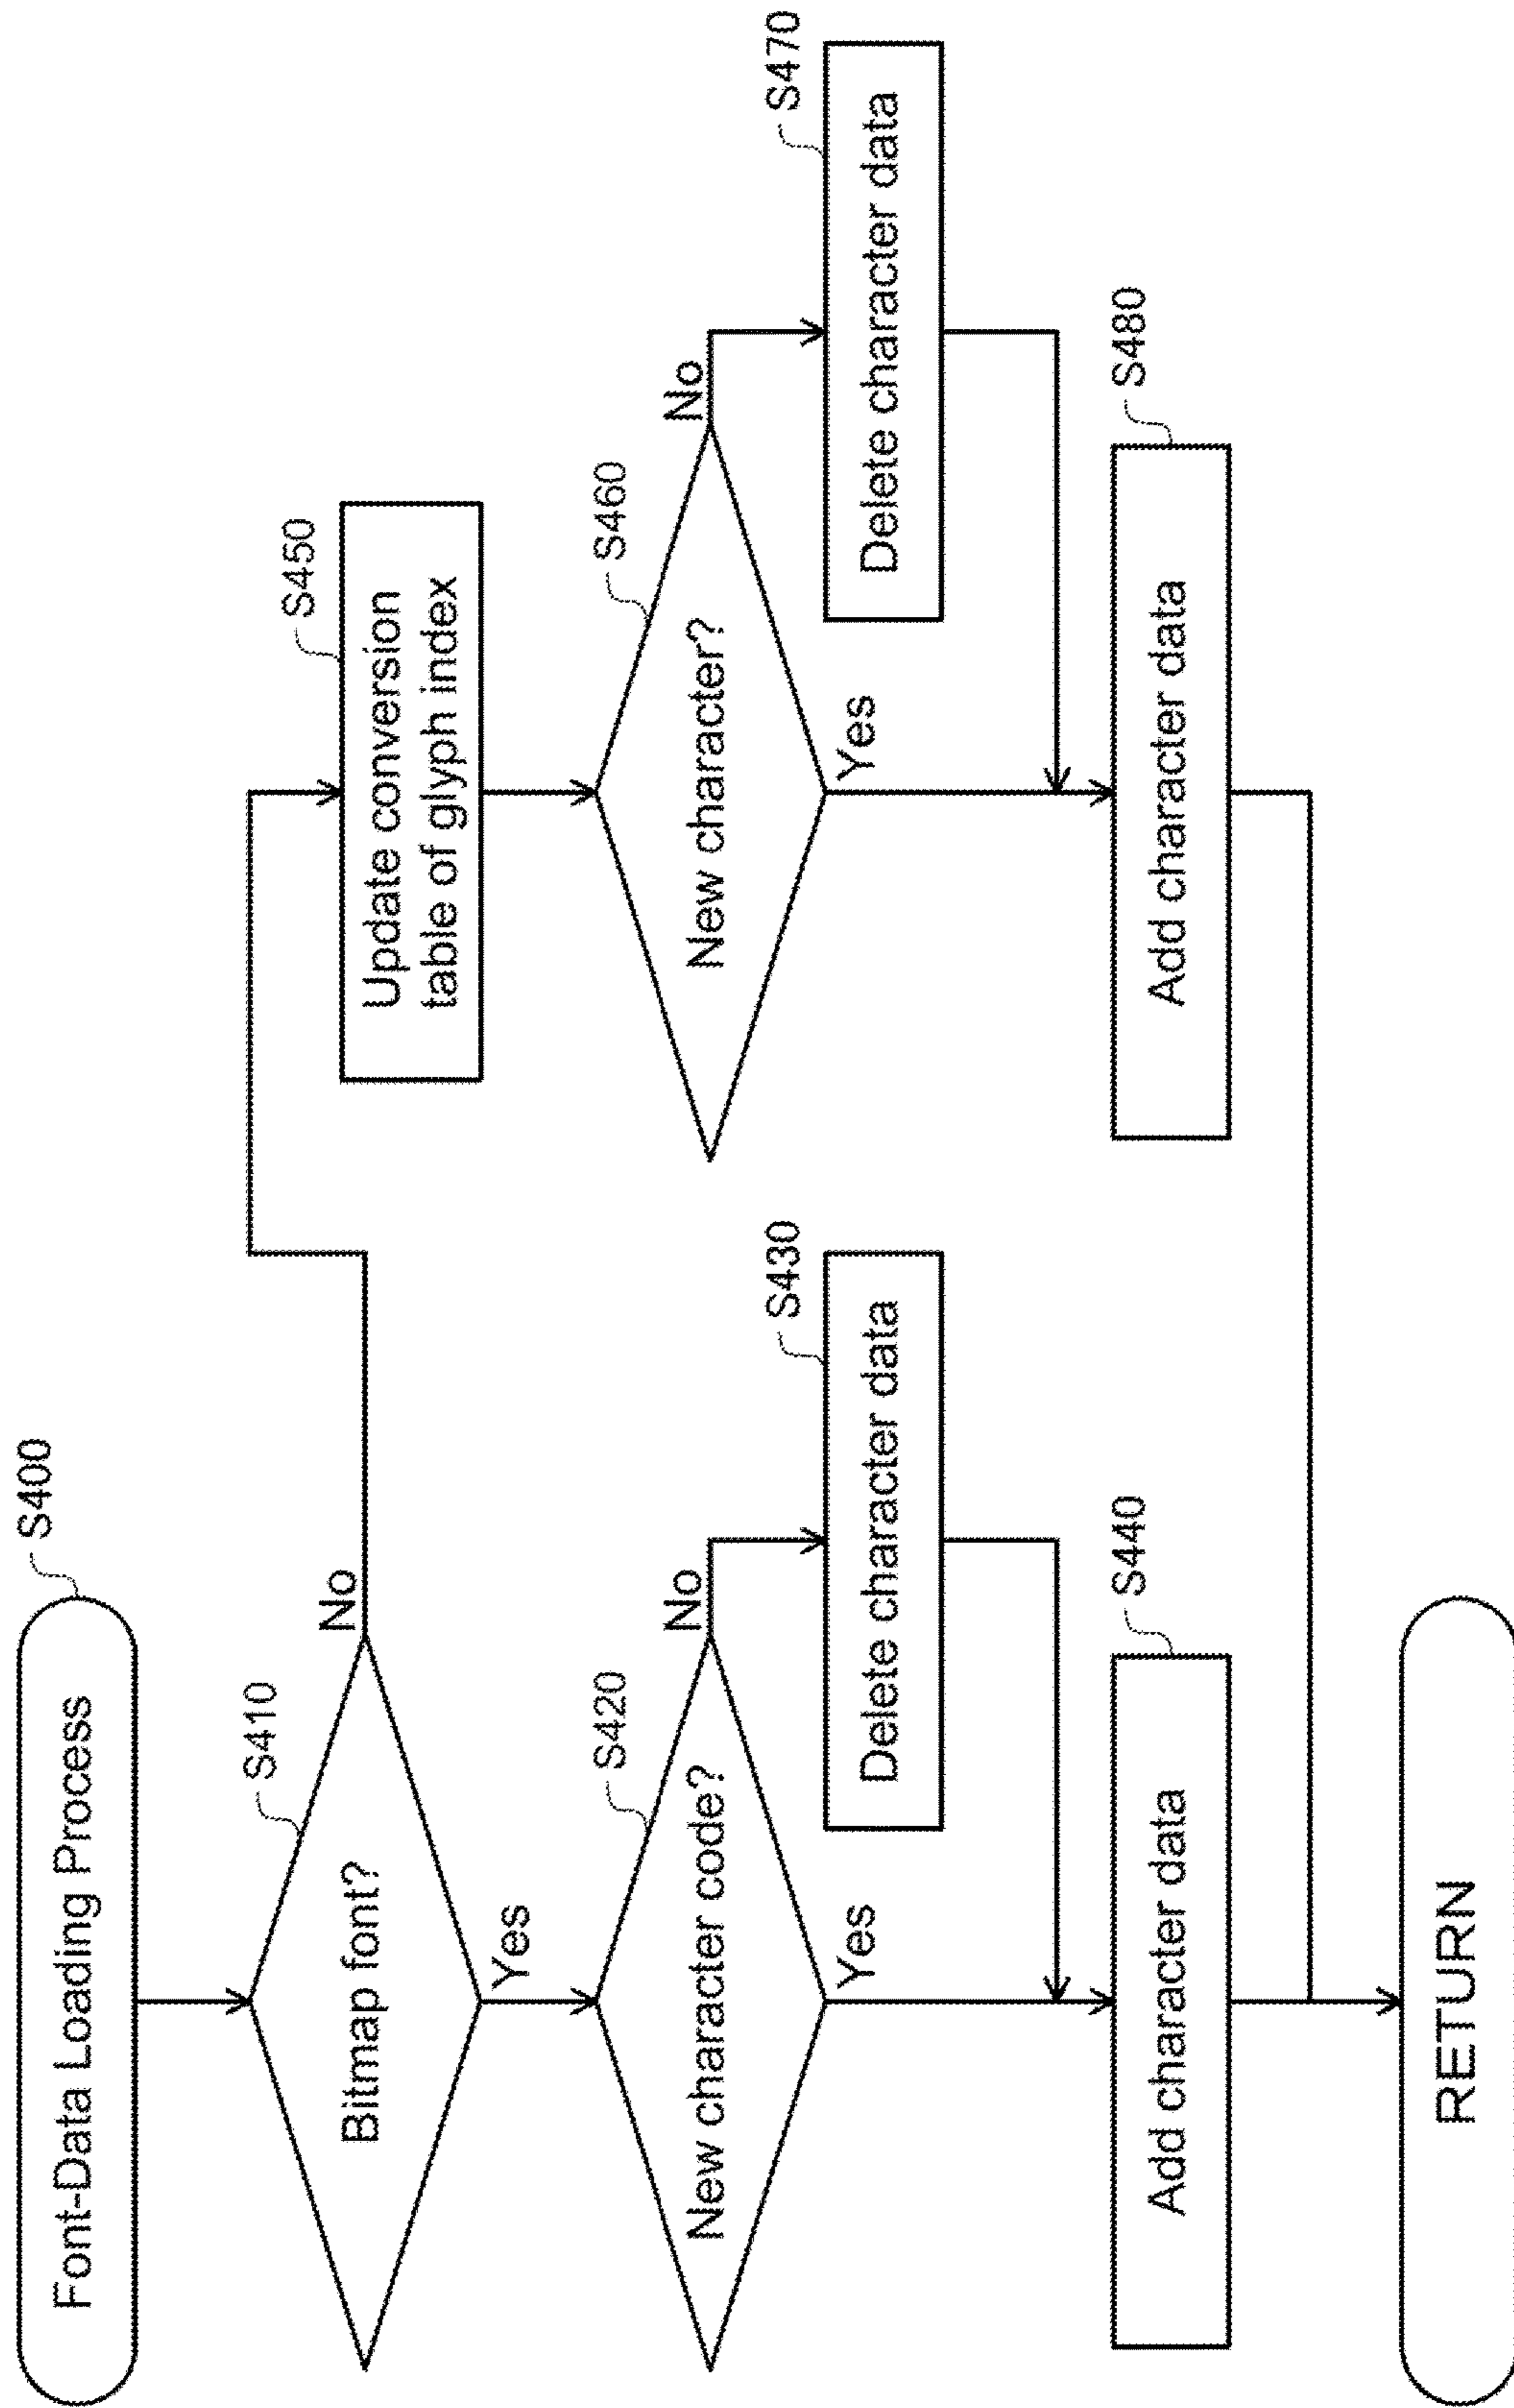 Font-Data Loading Process
S400
Bitmap font?
S410
No
Yes
New character code?
S420
No
Yes
Delete character data
S430
Add character data
S440
Update conversion
table of glyph index
S450
New character?
S460
No
Yes
Delete character data
S470
Add character data
S480
RETURN